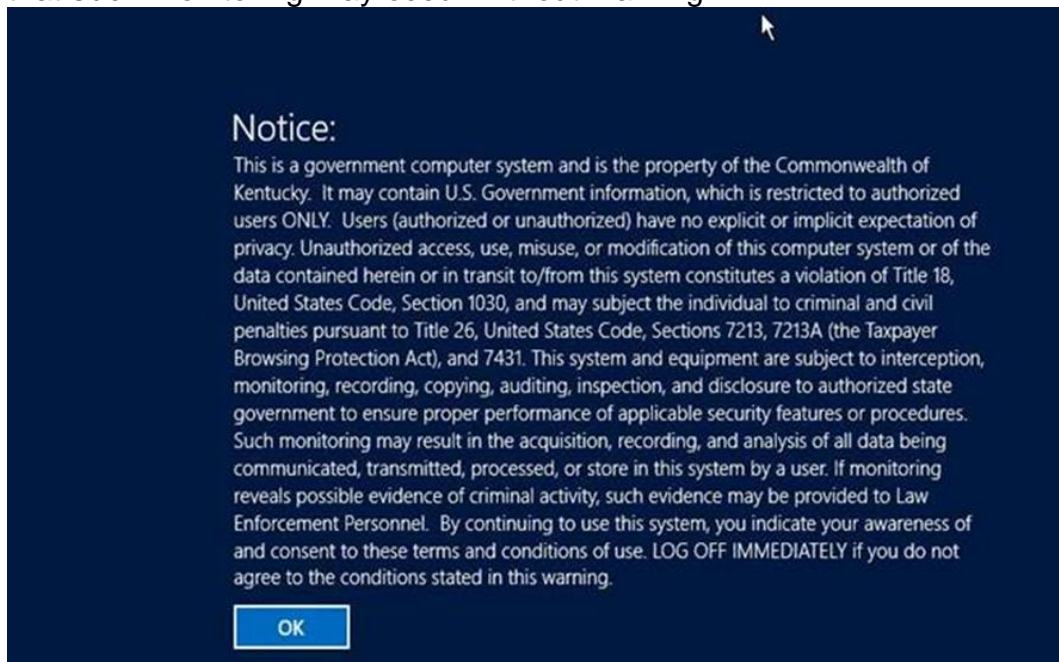 Notice:
This is a government computer system and is the property of the Commonwealth of
Kentucky. It may contain U.S. Government information, which is restricted to authorized
users ONLY. Users (authorized or unauthorized) have no explicit or implicit expectation of
privacy. Unauthorized access, use, misuse, or modification of this computer system or of the
data contained herein or in transit to/from this system constitutes a violation of Title 18,
United States Code, Section 1030, and may subject the individual to criminal and civil
penalties pursuant to Title 26, United States Code, Sections 7213, 7213A (the Taxpayer
Browsing Protection Act), and 7431. This system and equipment are subject to interception,
monitoring, recording, copying, auditing, inspection, and disclosure to authorized state
government to ensure proper performance of applicable security features or procedures.
Such monitoring may result in the acquisition, recording, and analysis of all data being
communicated, transmitted, processed, or store in this system by a user. If monitoring
reveals possible evidence of criminal activity, such evidence may be provided to Law
Enforcement Personnel. By continuing to use this system, you indicate your awareness of
and consent to these terms and conditions of use. LOG OFF IMMEDIATELY if you do not
agree to the conditions stated in this warning.
OK